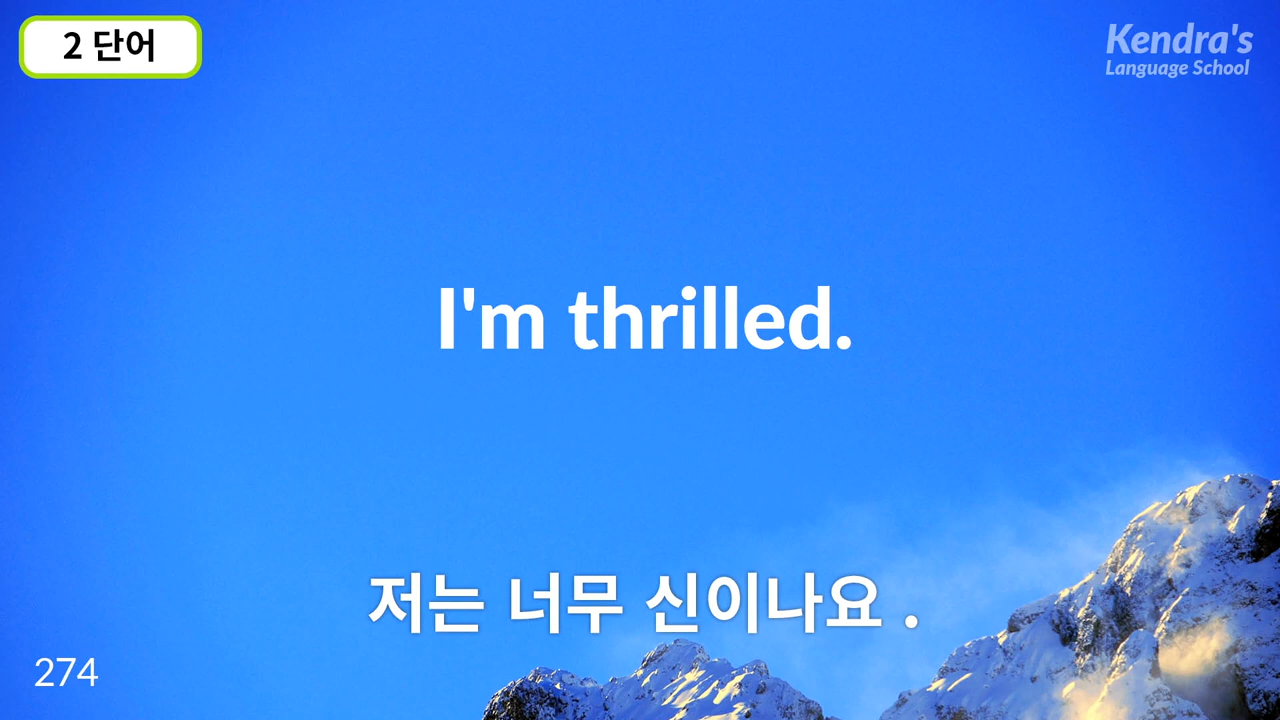 2 단어
Kendra's
Language School
I'm thrilled.
저는 너무 신이나요 .
274